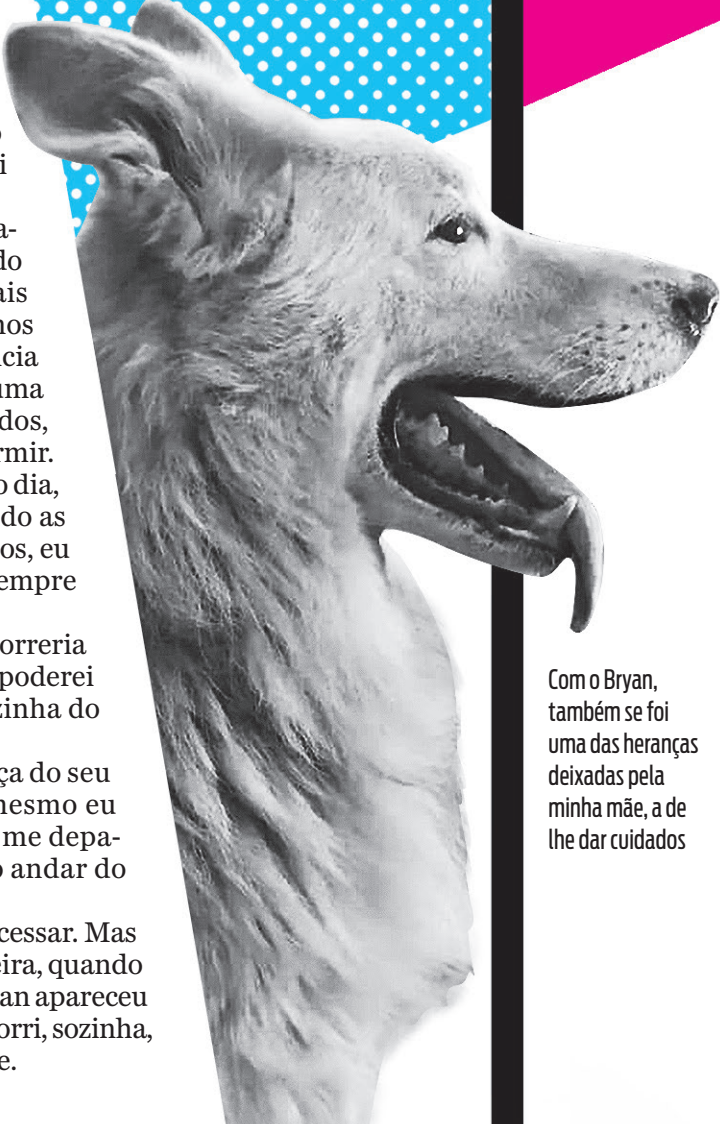 i
a-
do
ais
nos
cia
uma
dos,
rmir.
o dia,
do as
os, eu
empre
orreria
poderei
zinha do
ça do seu
mesmo eu
me depa-
o andar do
cessar. Mas
eira, quando
an apareceu
orri, sozinha,
e.
Com o Bryan,
também se foi
uma das heranças
deixadas pela
minha mãe, a de
lhe dar cuidados